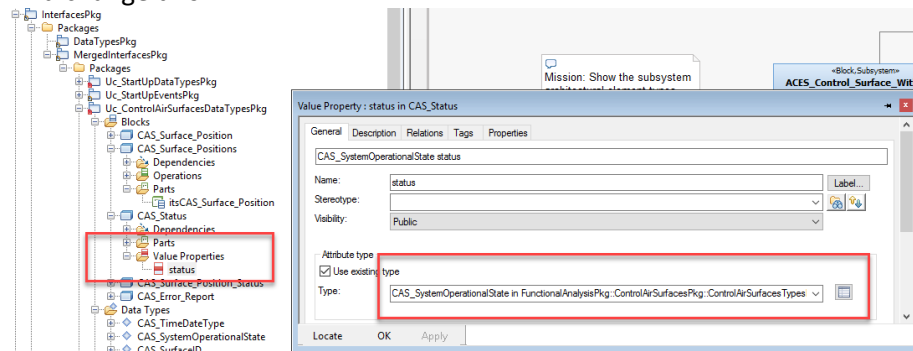 InterfacesPkg
Packages
DataTypesPkg
MergedInterfacesPkg
Packages
Uc_StartUpDataTypesPkg
Uc_StartUpEventsPkg
Uc_ControlAirSurfacesDataTypesPkg
Blocks
CAS_Surface_Position
CAS_Surface_Positions
Dependencies
Operations
Parts
itsCAS_Surface_Position
CAS_Status
Dependencies
Parts
Value Properties
status
CAS_Surface_Position_Status
CAS_Error_Report
Data Types
CAS_TimeDateType
CAS_SystemOperationalState
CAS_SurfaceID
Mission: Show the subsystem
architectural element types
«Block,Subsystem»
ACES_Control_Surface_Wit
Value Property : status in CAS_Status
General Description Relations Tags Properties
CAS_SystemOperationalState status
Name: status Label...
Stereotype:
Visibility: Public
Attribute type
Use existing type
Type: CAS_SystemOperationalState in FunctionalAnalysisPkg::ControlAirSurfacesPkg::ControlAirSurfacesTypes
Locate OK Apply